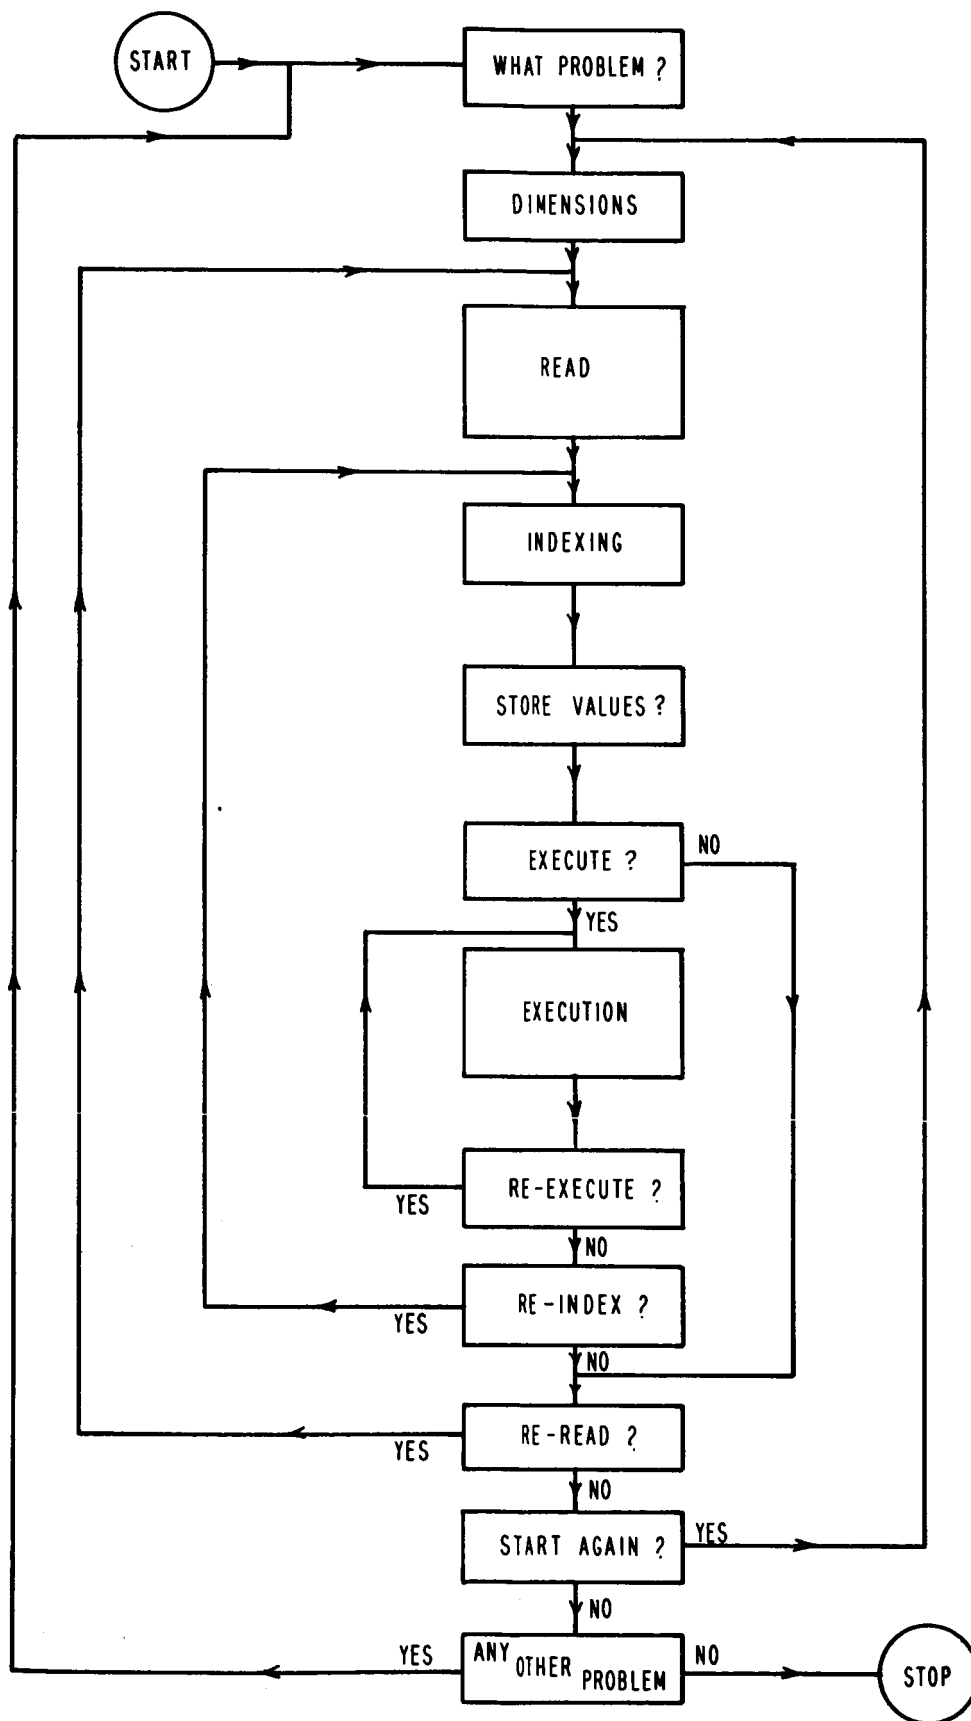 START
WHAT PROBLEM ?
DIMENSIONS
READ
INDEXING
STORE VALUES ?
EXECUTE ?
NO
YES
EXECUTION
RE-EXECUTE ?
YES
NO
RE-INDEX ?
YES
NO
RE-READ ?
YES
NO
START AGAIN ?
YES
NO
ANY OTHER PROBLEM
YES
NO
STOP